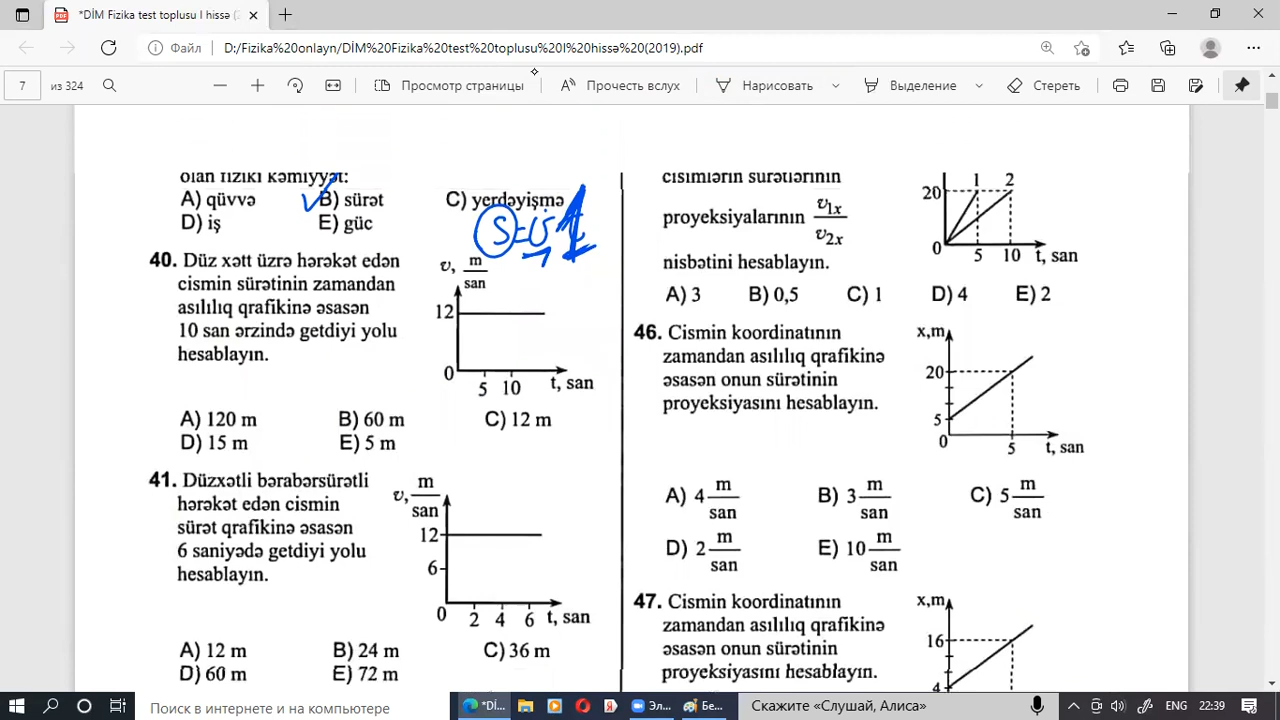 *DİM Fizika test toplusu I hissə (
Файл
D:/Fizika%20onlayn/DİM%20Fizika%20test%20toplusu%20I%20hissə%20(2019).pdf
7
из 324
Просмотр страницы
Прочесть вслух
Нарисовать
Выделение
Стереть
olan fiziki kəmiyyət:
A) qüvvə
B) sürət
C) yerdəyişmə
D) iş
E) güc
40. Düz xətt üzrə hərəkət edən
cismin sürətinin zamandan
asılılıq qrafikinə əsasən
10 san ərzində getdiyi yolu
hesablayın.
v, m/san
12
0
5 10
t, san
A) 120 m
B) 60 m
C) 12 m
D) 15 m
E) 5 m
41. Düzxətli bərabərsürətli
hərəkət edən cismin
sürət qrafikinə əsasən
6 saniyədə getdiyi yolu
hesablayın.
v, m/san
12
6
0 2 4 6 t, san
A) 12 m
B) 24 m
C) 36 m
D) 60 m
E) 72 m
cisimlərin sürətlərinin
proyeksiyalarının v1x/v2x
nisbətini hesablayın.
1 2
20
0
5 10 t, san
A) 3
B) 0,5
C) 1
D) 4
E) 2
46. Cismin koordinatının
zamandan asılılıq qrafikinə
əsasən onun sürətinin
proyeksiyasını hesablayın.
x,m
20
5
0
5
t, san
A) 4 m/san
B) 3 m/san
C) 5 m/san
D) 2 m/san
E) 10 m/san
47. Cismin koordinatının
zamandan asılılıq qrafikinə
əsasən onun sürətinin
proyeksiyasını hesablayın.
x,m
16
4
Поиск в интернете и на компьютере
*Dİ...
Эл...
Бе...
Скажите «Слушай, Алиса»
ENG
22:39